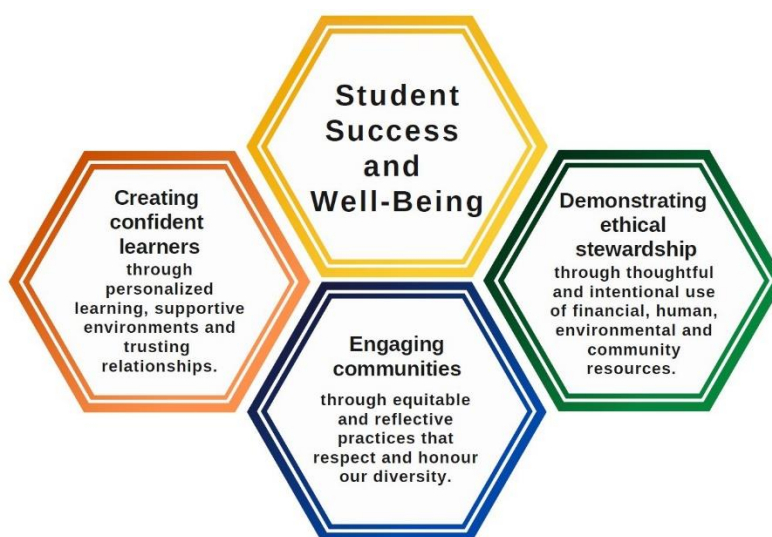 Student
Success
and
Well-Being
Creating
confident
learners
through
personalized
learning, supportive
environments and
trusting
relationships.
Engaging
communities
through equitable
and reflective
practices that
respect and honour
our diversity.
Demonstrating
ethical
stewardship
through thoughtful
and intentional use
of financial, human,
environmental and
community
resources.